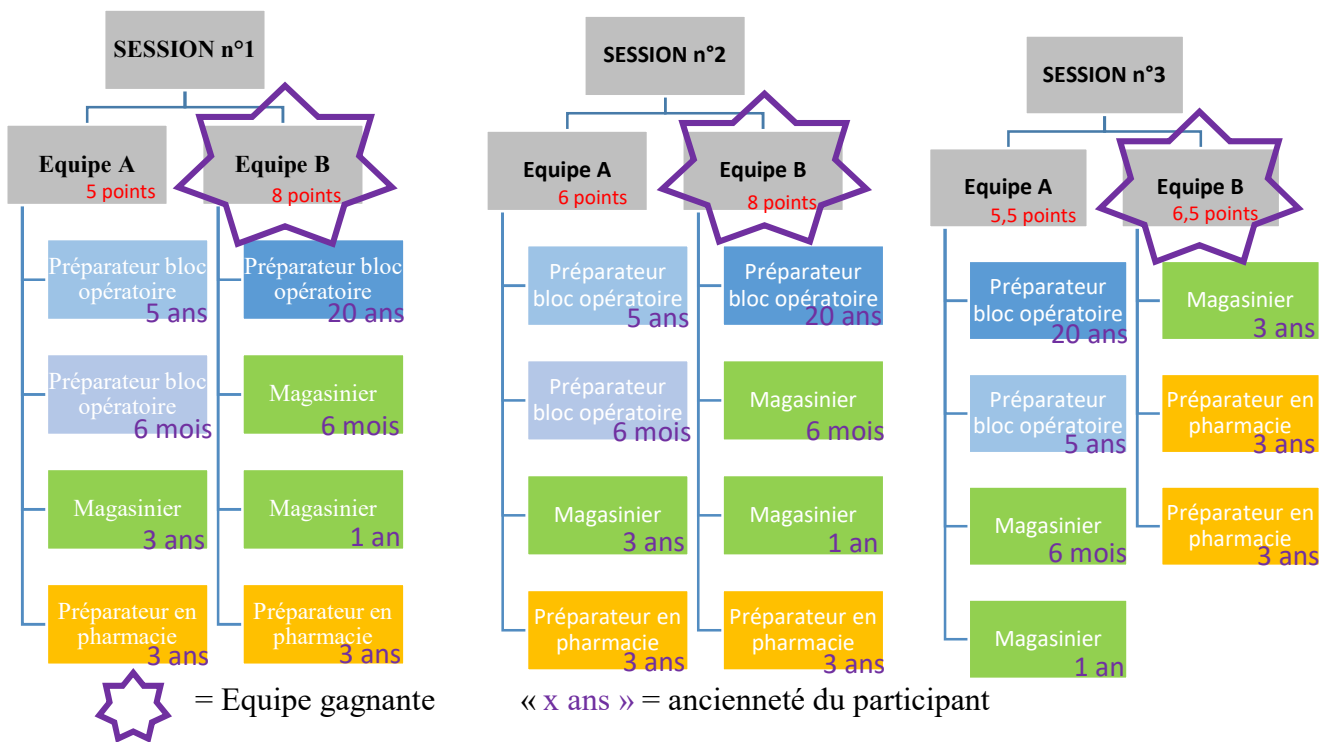 SESSION n°1
Equipe A
5 points
Préparateur bloc
opératoire
5 ans
Préparateur bloc
opératoire
6 mois
Magasinier
3 ans
Préparateur en
pharmacie
3 ans
Equipe B
8 points
Préparateur bloc
opératoire
20 ans
Magasinier
6 mois
Magasinier
1 an
Préparateur en
pharmacie
3 ans
SESSION n°2
Equipe A
6 points
Préparateur
bloc opératoire
5 ans
Préparateur
bloc opératoire
6 mois
Magasinier
3 ans
Préparateur en
pharmacie
3 ans
Equipe B
8 points
Préparateur
bloc opératoire
20 ans
Magasinier
6 mois
Magasinier
1 an
Préparateur en
pharmacie
3 ans
SESSION n°3
Equipe A
5,5 points
Préparateur
bloc opératoire
20 ans
Préparateur
bloc opératoire
5 ans
Magasinier
6 mois
Magasinier
1 an
Equipe B
6,5 points
Magasinier
3 ans
Préparateur en
pharmacie
3 ans
Préparateur en
pharmacie
3 ans
= Equipe gagnante
« x ans » = ancienneté du participant